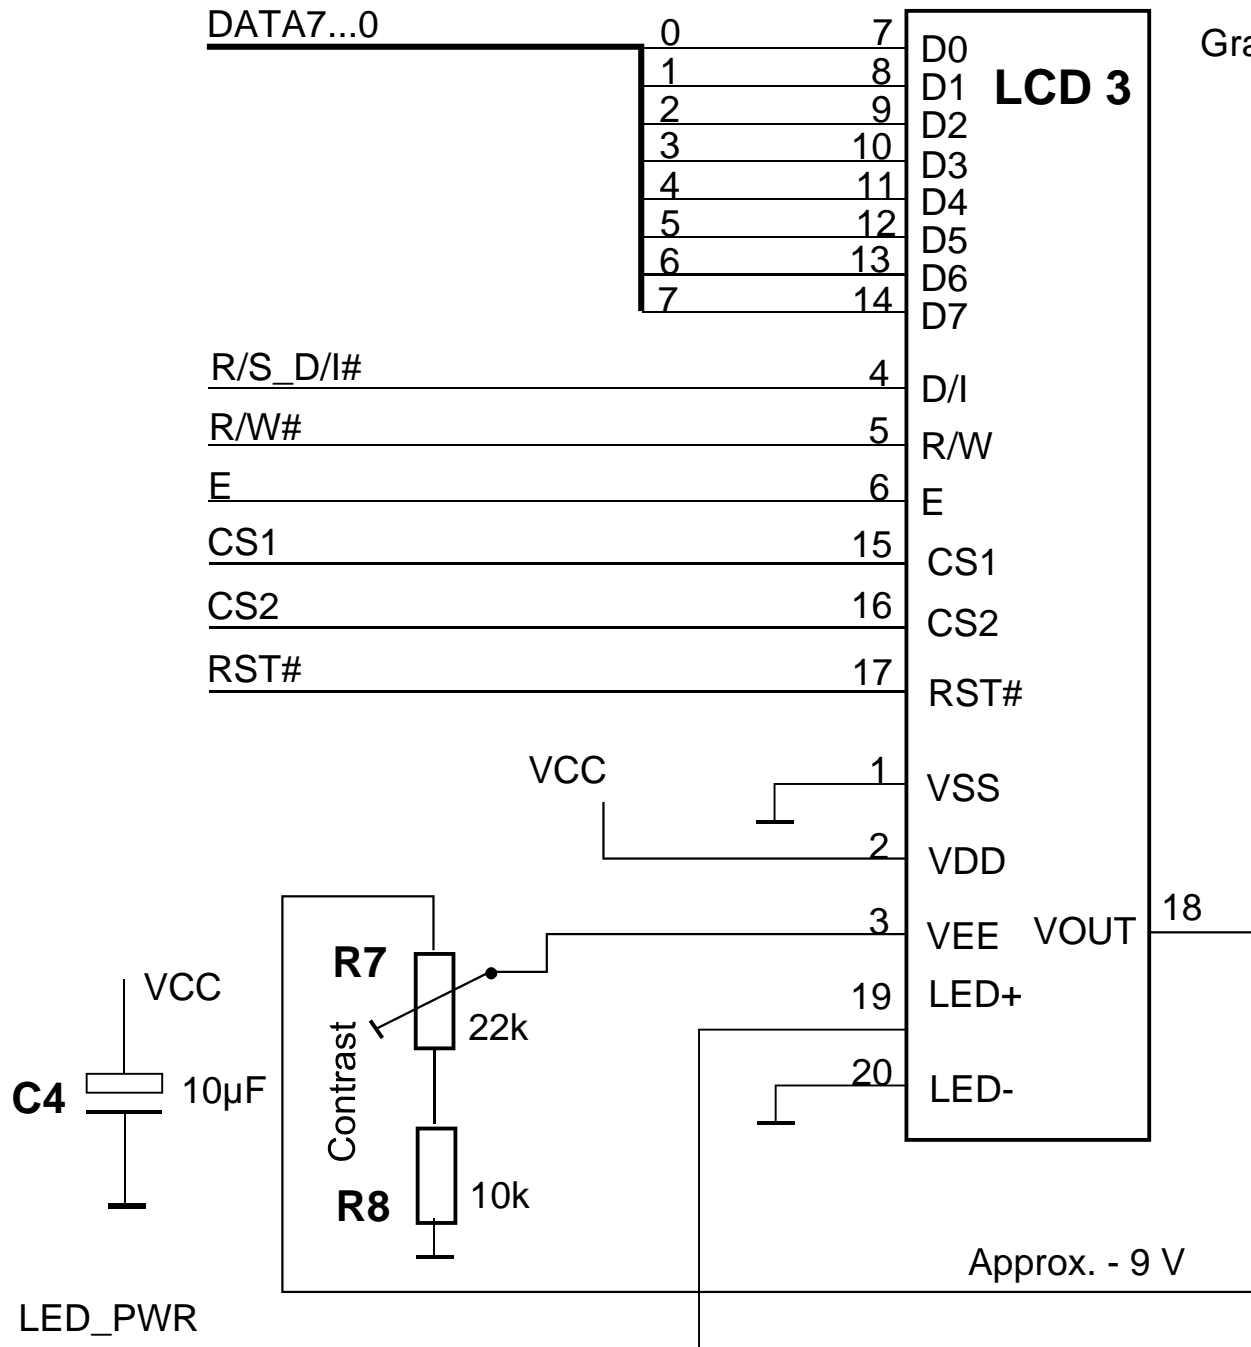 DATA7...0
0 7 D0 Gra
1 8 D1 LCD 3
2 9 D2
3 10 D3
4 11 D4
5 12 D5
6 13 D6
7 14 D7
R/S_D/I# 4 D/I
R/W# 5 R/W
E 6 E
CS1 15 CS1
CS2 16 CS2
RST# 17 RST#
VCC 1 VSS
2 VDD
3 VEE VOUT 18
R7
VCC 19 LED+
22k
Contrast
C4 10µF 20 LED-
R8 10k
Approx. - 9 V
LED_PWR